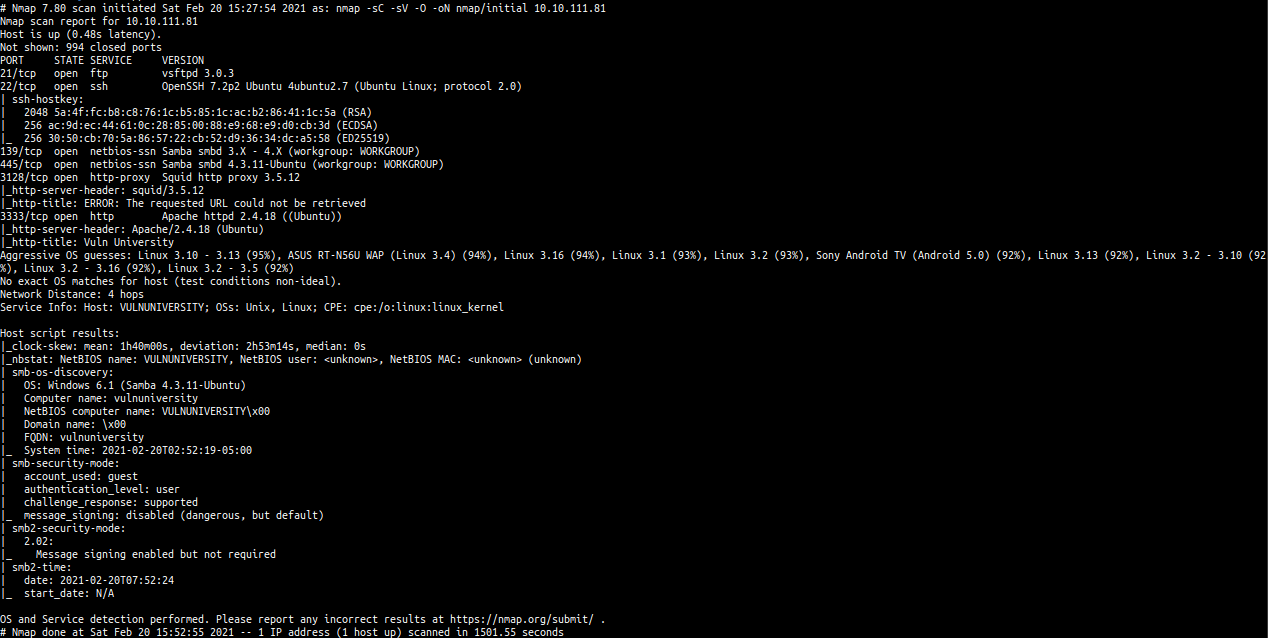 # Nmap 7.80 scan initiated Sat Feb 20 15:27:54 2021 as: nmap -sC -sV -O -oN nmap/initial 10.10.111.81
Nmap scan report for 10.10.111.81
Host is up (0.48s latency).
Not shown: 994 closed ports
PORT     STATE SERVICE     VERSION
21/tcp   open  ftp         vsftpd 3.0.3
22/tcp   open  ssh         OpenSSH 7.2p2 Ubuntu 4ubuntu2.7 (Ubuntu Linux; protocol 2.0)
| ssh-hostkey:
|   2048 5a:4f:fc:b8:c8:76:1c:b5:85:1c:ac:b2:86:41:1c:5a (RSA)
|   256 ac:9d:ec:44:61:0c:28:85:00:88:e9:68:e9:d0:cb:3d (ECDSA)
|_  256 30:50:cb:70:5a:86:57:22:cb:52:d9:36:34:dc:a5:58 (ED25519)
139/tcp  open  netbios-ssn Samba smbd 3.X - 4.X (workgroup: WORKGROUP)
445/tcp  open  netbios-ssn Samba smbd 4.3.11-Ubuntu (workgroup: WORKGROUP)
3128/tcp open  http-proxy  Squid http proxy 3.5.12
|_http-server-header: squid/3.5.12
|_http-title: ERROR: The requested URL could not be retrieved
3333/tcp open  http        Apache httpd 2.4.18 ((Ubuntu))
|_http-server-header: Apache/2.4.18 (Ubuntu)
|_http-title: Vuln University
Aggressive OS guesses: Linux 3.10 - 3.13 (95%), ASUS RT-N56U WAP (Linux 3.4) (94%), Linux 3.16 (94%), Linux 3.1 (93%), Linux 3.2 (93%), Sony Android TV (Android 5.0) (92%), Linux 3.13 (92%), Linux 3.2 - 3.10 (92
%), Linux 3.2 - 3.16 (92%), Linux 3.2 - 3.5 (92%)
No exact OS matches for host (test conditions non-ideal).
Network Distance: 4 hops
Service Info: Host: VULNUNIVERSITY; OSs: Unix, Linux; CPE: cpe:/o:linux:linux_kernel
Host script results:
|_clock-skew: mean: 1h40m00s, deviation: 2h53m14s, median: 0s
|_nbstat: NetBIOS name: VULNUNIVERSITY, NetBIOS user: <unknown>, NetBIOS MAC: <unknown> (unknown)
| smb-os-discovery:
|   OS: Windows 6.1 (Samba 4.3.11-Ubuntu)
|   Computer name: vulnuniversity
|   NetBIOS computer name: VULNUNIVERSITY\x00
|   Domain name: \x00
|   FQDN: vulnuniversity
|_  System time: 2021-02-20T02:52:19-05:00
| smb-security-mode:
|   account_used: guest
|   authentication_level: user
|   challenge_response: supported
|_  message_signing: disabled (dangerous, but default)
| smb2-security-mode:
|   2.02:
|_    Message signing enabled but not required
| smb2-time:
|   date: 2021-02-20T07:52:24
|_  start_date: N/A
OS and Service detection performed. Please report any incorrect results at https://nmap.org/submit/ .
# Nmap done at Sat Feb 20 15:52:55 2021 -- 1 IP address (1 host up) scanned in 1501.55 seconds